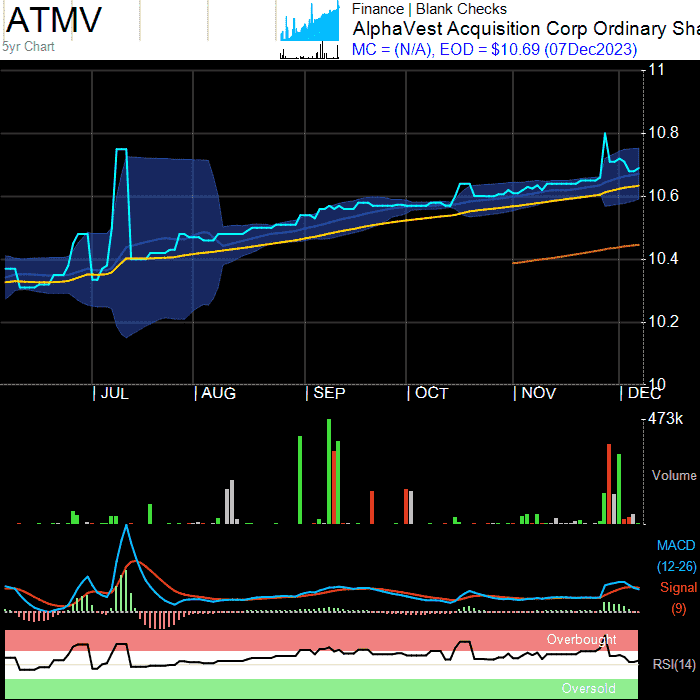 ATMV
5yr Chart
Finance | Blank Checks
AlphaVest Acquisition Corp Ordinary Sha
MC = (N/A), EOD = $10.69 (07Dec2023)
11
10.8
10.6
10.4
10.2
10
JUL AUG SEP OCT NOV DEC
473k
Volume
MACD
(12-26)
Signal
(9)
Overbought
RSI(14)
Oversold